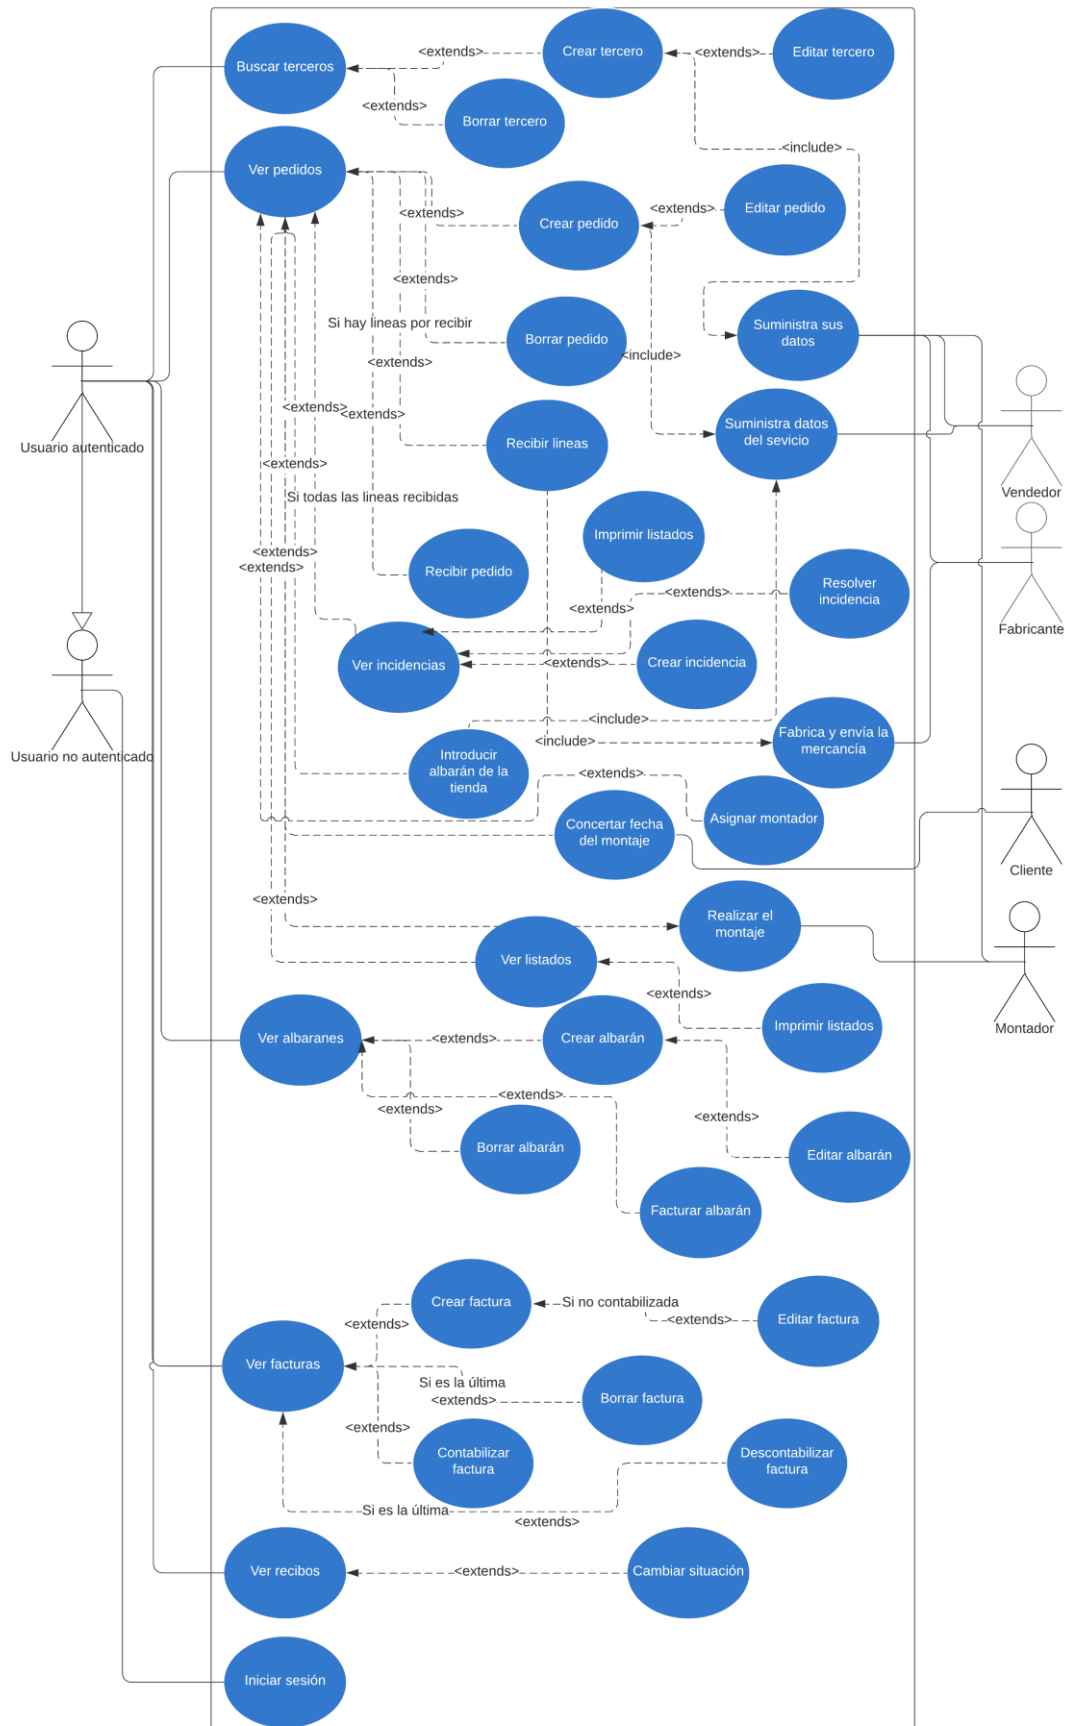 <extends>
Crear tercero
<extends>
Editar tercero
Buscar terceros
<extends>
Borrar tercero
<include>
Ver pedidos
<extends>
Crear pedido
<extends>
Editar pedido
<extends>
Si hay lineas por recibir
Borrar pedido
Suministra sus
datos
<include>
<extends>
<extends>
<extends>
Recibir lineas
Suministra datos
del sevicio
Usuario autenticado
<extends>
Si todas las lineas recibidas
Vendedor
Imprimir listados
<extends>
<extends>
Recibir pedido
Resolver
incidencia
<extends>
<extends>
Fabricante
Ver incidencias
<extends>
Crear incidencia
<include>
<include>
Fabrica y envía la
mercancía
Usuario no autenticado
Introducir
albarán de la
tienda
<extends>
Asignar montador
Concertar fecha
del montaje
Cliente
<extends>
Realizar el
montaje
Ver listados
<extends>
Imprimir listados
Montador
Ver albaranes
<extends>
Crear albarán
<extends>
<extends>
<extends>
Borrar albarán
Editar albarán
Facturar albarán
Crear factura
Si no contabilizada
<extends>
Editar factura
<extends>
Ver facturas
Si es la última
<extends>
Borrar factura
<extends>
Contabilizar
factura
Descontabilizar
factura
Si es la última
<extends>
Ver recibos
<extends>
Cambiar situación
Iniciar sesión